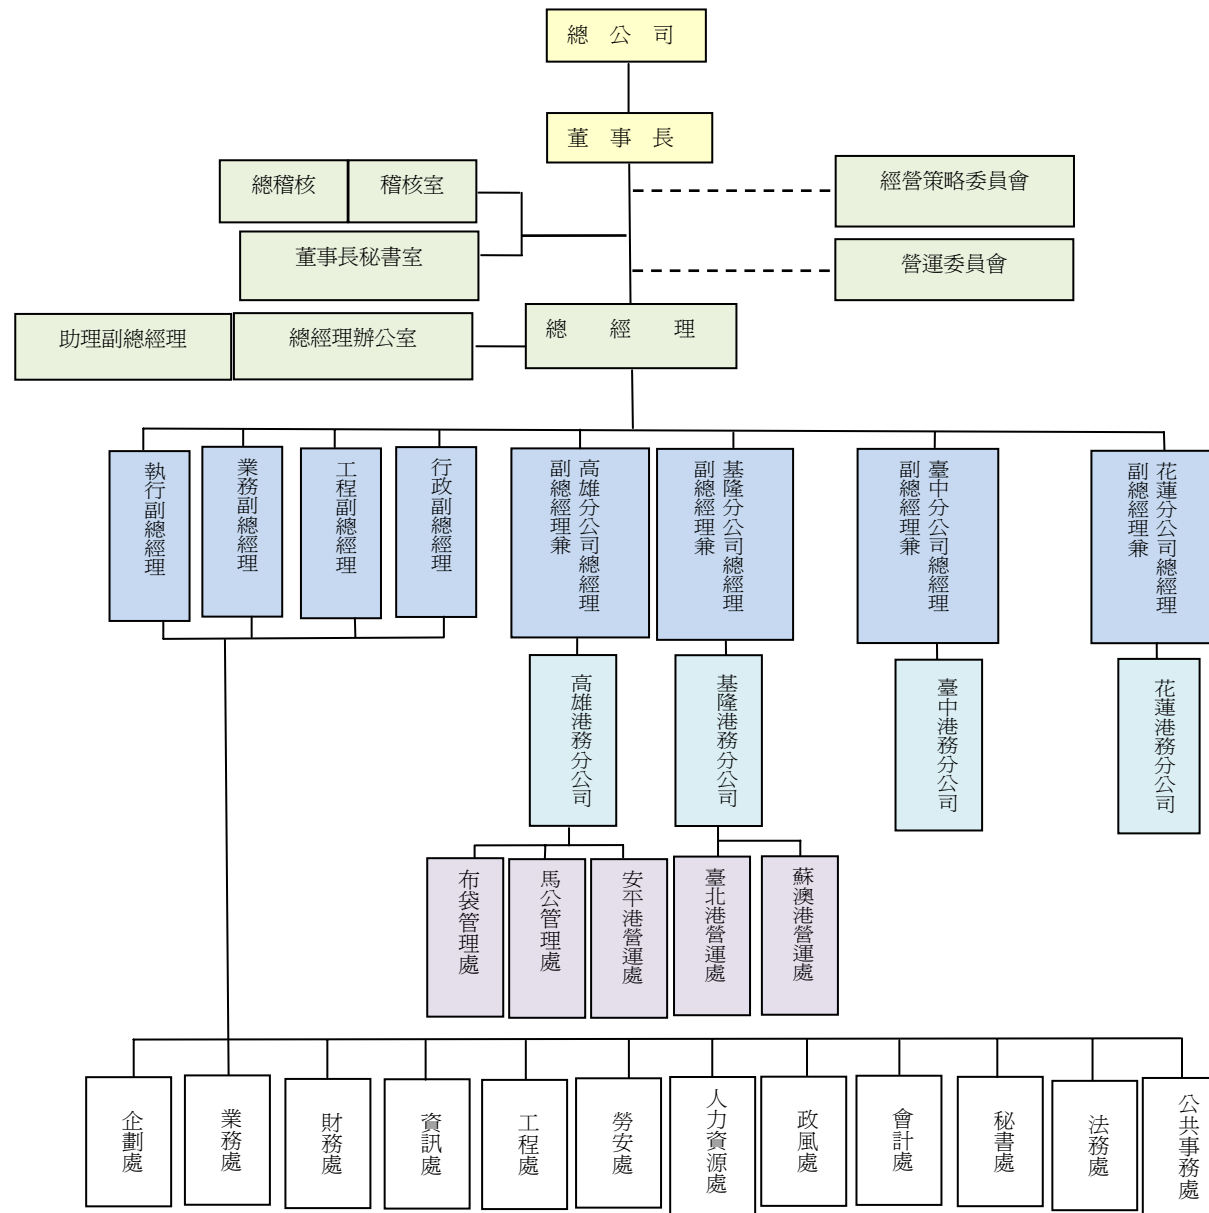 總 公 司
董 事 長
總稽核
稽核室
經營策略委員會
董事長秘書室
營運委員會
助理副總經理
總經理辦公室
總 經 理
執行副總經理
業務副總經理
工程副總經理
行政副總經理
高雄分公司總經理
副總經理兼
基隆分公司總經理
副總經理兼
臺中分公司總經理
副總經理兼
花蓮分公司總經理
副總經理兼
高雄港務分公司
基隆港務分公司
臺中港務分公司
花蓮港務分公司
布袋管理處
馬公管理處
安平港營運處
臺北港營運處
蘇澳港營運處
企劃處
業務處
財務處
資訊處
工程處
勞安處
人力資源處
政風處
會計處
秘書處
法務處
公共事務處